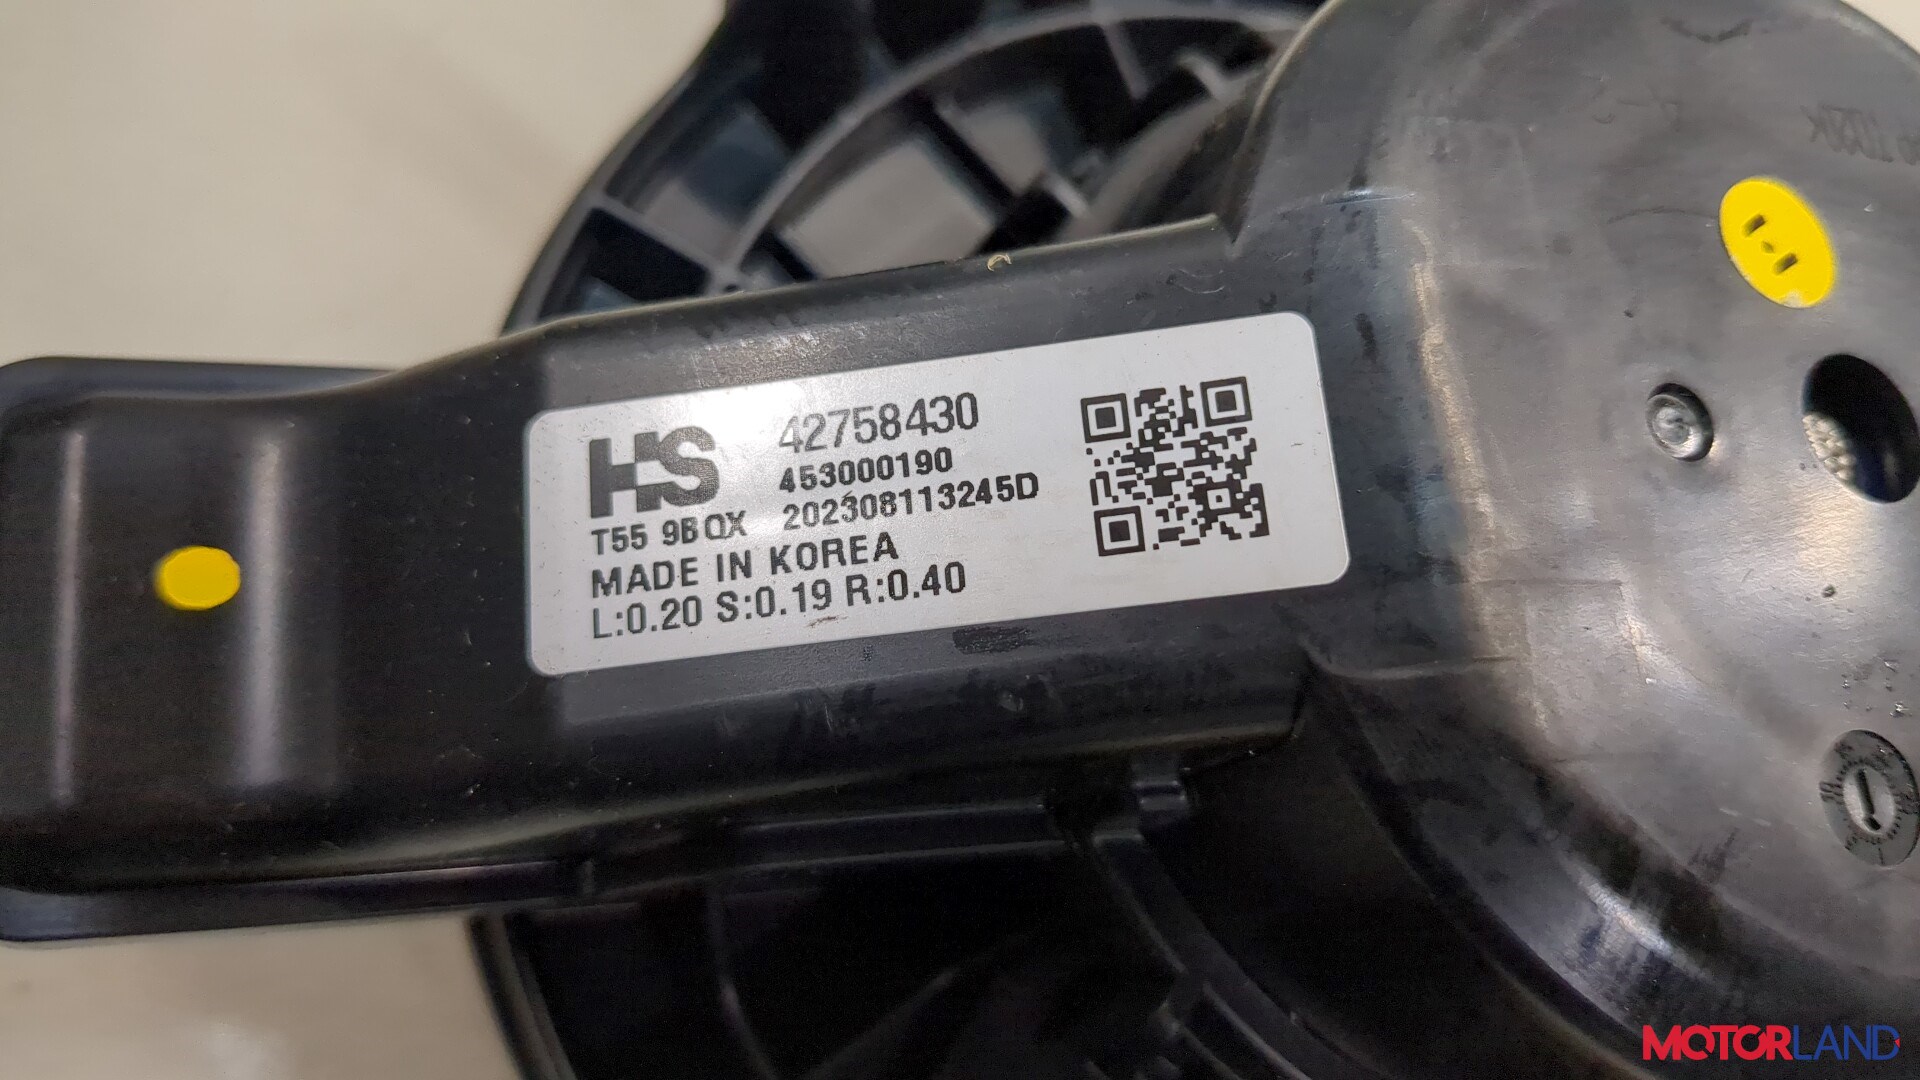 HS
42758430
453000190
T55 9BQX 202308113245D
MADE IN KOREA
L:0.20 S:0.19 R:0.40
MOTORLAND